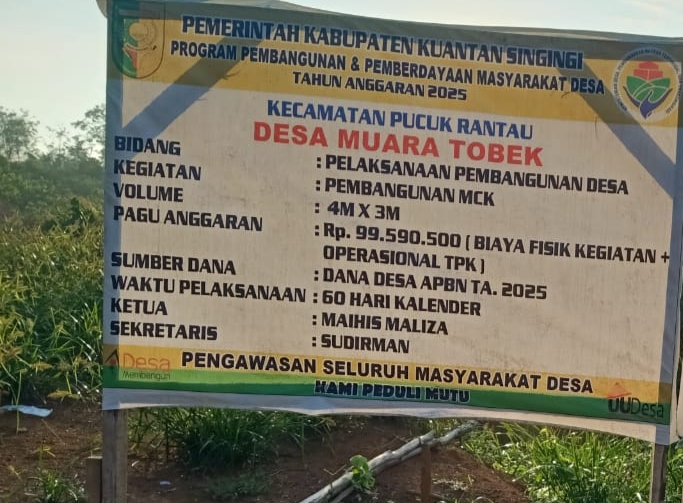 PEMERINTAH KABUPATEN KUANTAN SINGINGI
PROGRAM PEMBANGUNAN & PEMBERDAYAAN MASYARAKAT DESA
TAHUN ANGGARAN 2025
KECAMATAN PUCUK RANTAU
DESA MUARA TOBEK
BIDANG : PELAKSANAAN PEMBANGUNAN DESA
KEGIATAN : PEMBANGUNAN MCK
VOLUME : 4M X 3M
PAGU ANGGARAN : Rp. 99.590.500 ( BIAYA FISIK KEGIATAN +
OPERASIONAL TPK )
SUMBER DANA : DANA DESA APBN TA. 2025
WAKTU PELAKSANAAN : 60 HARI KALENDER
KETUA : MAIHIS MALIZA
SEKRETARIS : SUDIRMAN
Desa
Membangun
PENGAWASAN SELURUH MASYARAKAT DESA
KAMI PEDULI MUTU
UUDesa